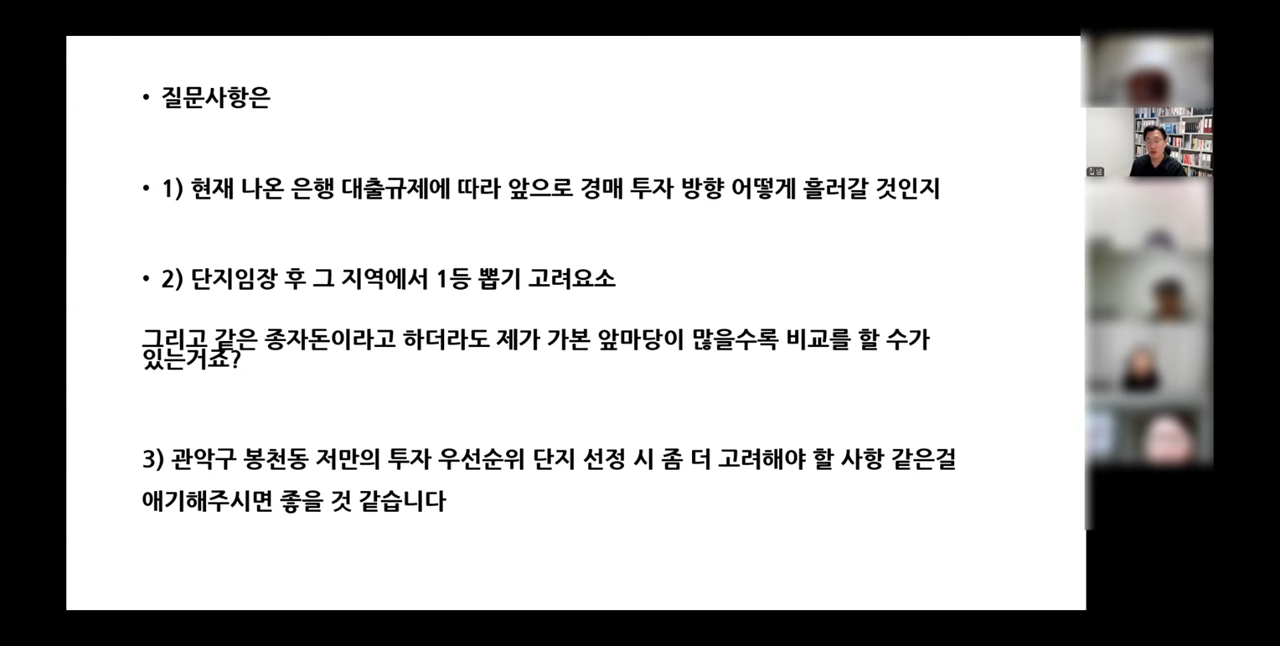 • 질문사항은
• 1) 현재 나온 은행 대출규제에 따라 앞으로 경매 투자 방향 어떻게 흘러갈 것인지
• 2) 단지임장 후 그 지역에서 1등 뽑기 고려요소
그리고 같은 종자돈이라고 하더라도 제가 가본 앞마당이 많을수록 비교를 할 수가
있는거죠?
3) 관악구 봉천동 저만의 투자 우선순위 단지 선정 시 좀 더 고려해야 할 사항 같은걸
얘기해주시면 좋을 것 같습니다